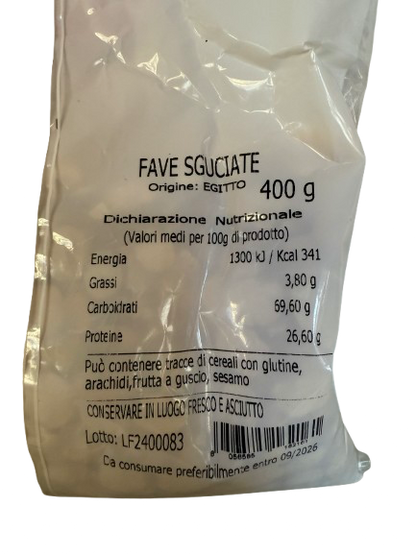 FAVE SGUCIATE
Origine: EGITTO 400 g
Dichiarazione Nutrizionale
(Valori medi per 100g di prodotto)
Energia 1300 kJ / Kcal 341
Grassi 3,80 g
Carboidrati 69,60 g
Proteine 26,60 g
Può contenere tracce di cereali con glutine,
arachidi,frutta a guscio, sesamo
CONSERVARE IN LUOGO FRESCO E ASCIUTTO
Lotto: LF2400083
Da consumare preferibilmente entro 09/2026